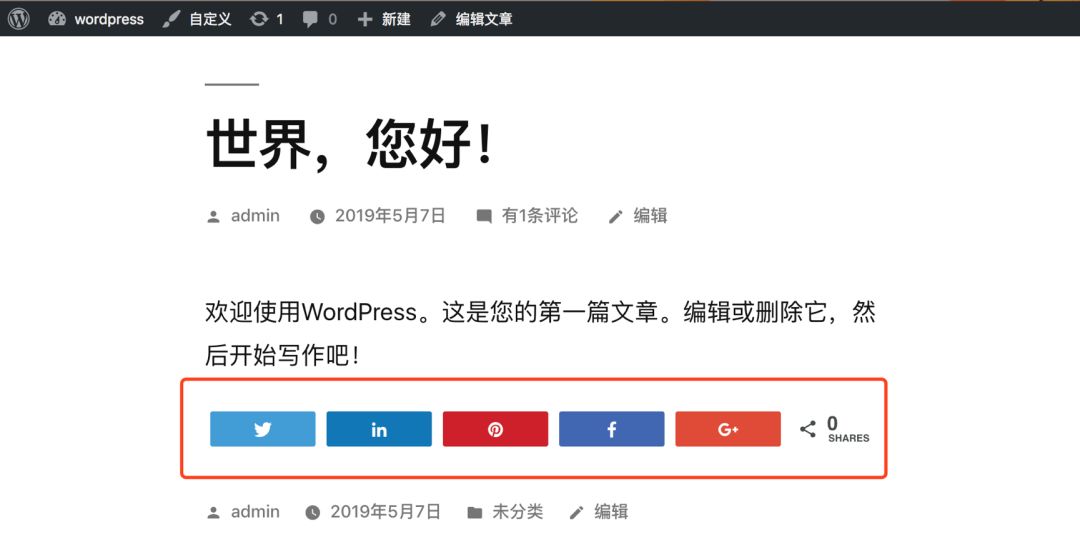 wordpress 自定义 1 0 新建 编辑文章
世界，您好！
admin 2019年5月7日 有1条评论 编辑
欢迎使用WordPress。这是您的第一篇文章。编辑或删除它，然
后开始写作吧！
in f G+ 0
SHARES
admin 2019年5月7日 未分类 编辑